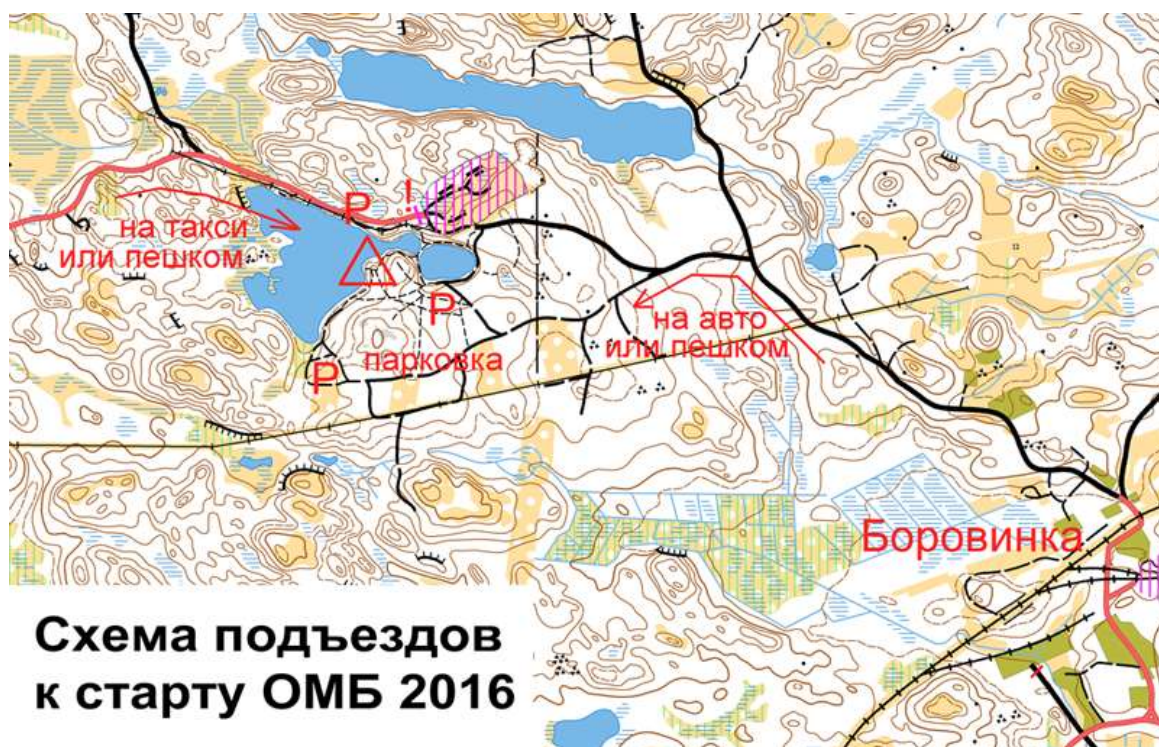 P !
на такси
или пешком
P
на авто
или пешком
парковка
P
Боровинка
Схема подъездов
к старту ОМБ 2016